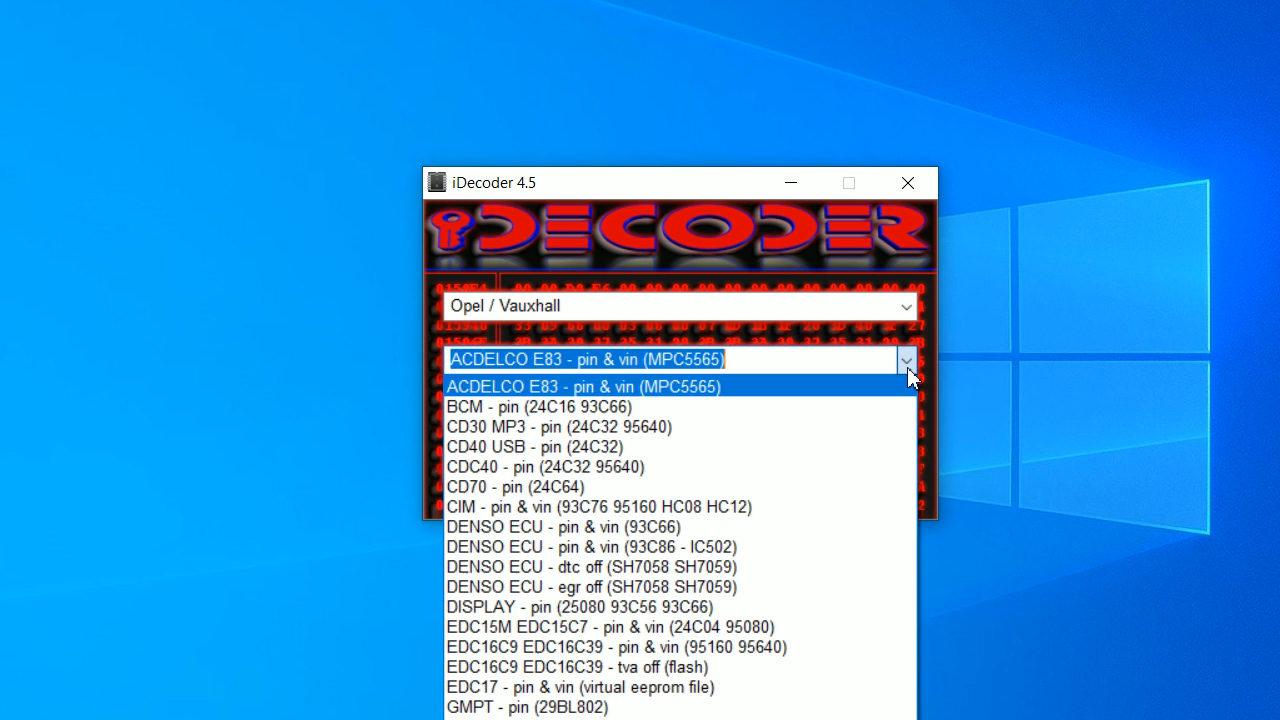 iDecoder 4.5
iDECODER
Opel / Vauxhall
ACDELCO E83 - pin & vin (MPC5565)
ACDELCO E83 - pin & vin (MPC5565)
BCM - pin (24C16 93C66)
CD30 MP3 - pin (24C32 95640)
CD40 USB - pin (24C32)
CDC40 - pin (24C32 95640)
CD70 - pin (24C64)
CIM - pin & vin (93C76 95160 HC08 HC12)
DENSO ECU - pin & vin (93C66)
DENSO ECU - pin & vin (93C86 - IC502)
DENSO ECU - dtc off (SH7058 SH7059)
DENSO ECU - egr off (SH7058 SH7059)
DISPLAY - pin (25080 93C56 93C66)
EDC15M EDC15C7 - pin & vin (24C04 95080)
EDC16C9 EDC16C39 - pin & vin (95160 95640)
EDC16C9 EDC16C39 - tva off (flash)
EDC17 - pin & vin (virtual eeprom file)
GMPT - pin (29BL802)